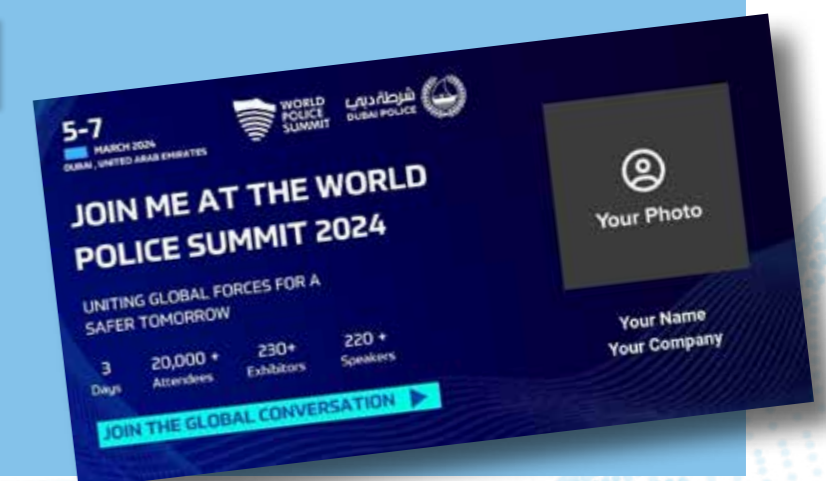 5-7
MARCH 2024
DUBAI, UNITED ARAB EMIRATES
WORLD
POLICE
SUMMIT
شرطة دبي
DUBAI POLICE
JOIN ME AT THE WORLD
POLICE SUMMIT 2024
UNITING GLOBAL FORCES FOR A
SAFER TOMORROW
3 20,000 + 230+ 220 +
Days Attendees Exhibitors Speakers
JOIN THE GLOBAL CONVERSATION
Your Photo
Your Name
Your Company